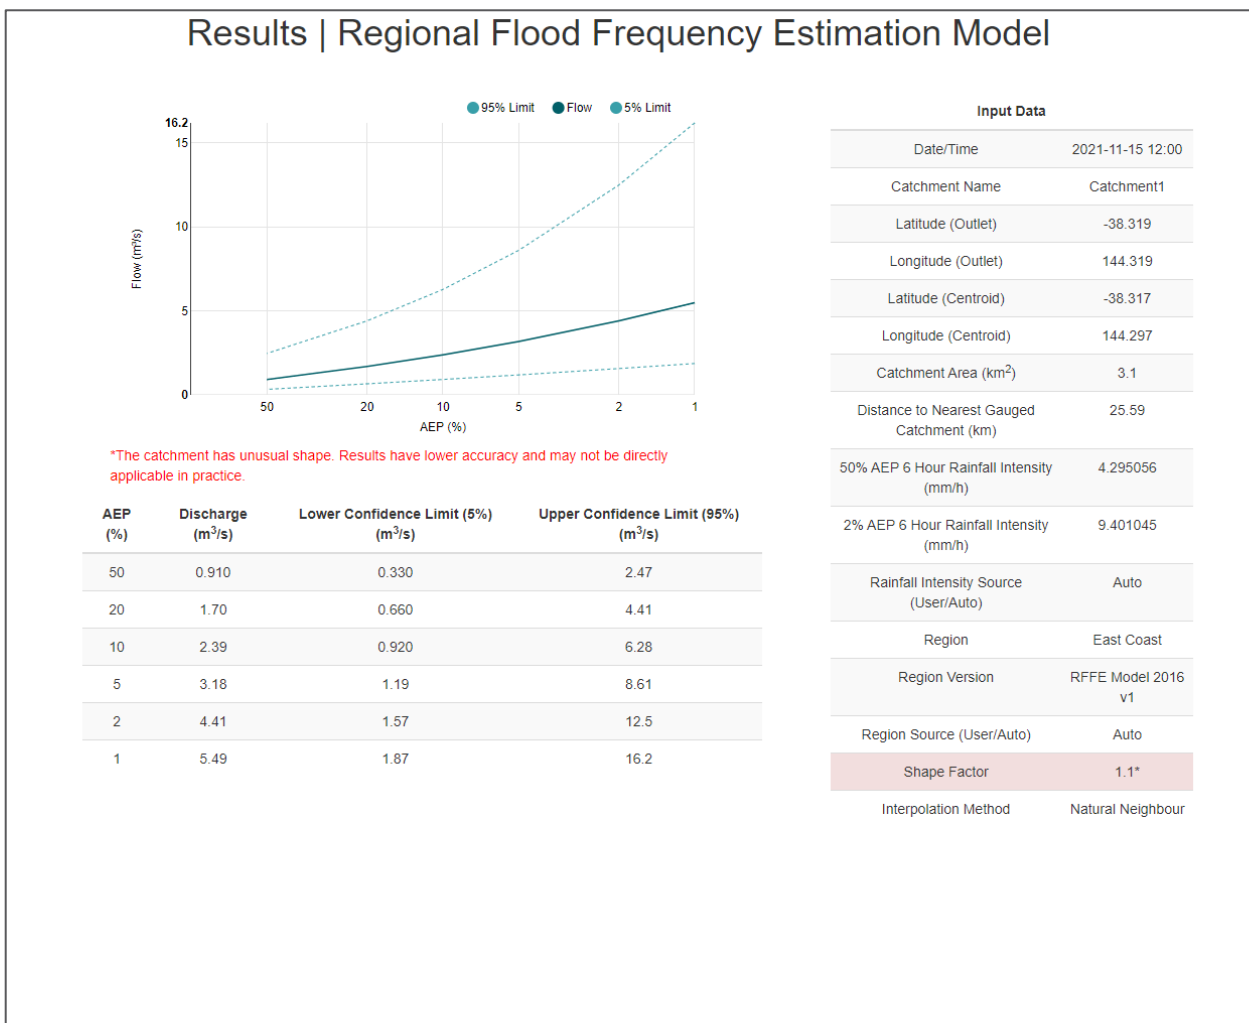 Results | Regional Flood Frequency Estimation Model
95% Limit Flow 5% Limit
16.2
15
10
5
0
Flow (m³/s)
50 20 10 5 2 1
AEP (%)
*The catchment has unusual shape. Results have lower accuracy and may not be directly
applicable in practice.
AEP Discharge Lower Confidence Limit (5%) Upper Confidence Limit (95%)
(%) (m³/s) (m³/s) (m³/s)
50 0.910 0.330 2.47
20 1.70 0.660 4.41
10 2.39 0.920 6.28
5 3.18 1.19 8.61
2 4.41 1.57 12.5
1 5.49 1.87 16.2
Input Data
Date/Time 2021-11-15 12:00
Catchment Name Catchment1
Latitude (Outlet) -38.319
Longitude (Outlet) 144.319
Latitude (Centroid) -38.317
Longitude (Centroid) 144.297
Catchment Area (km²) 3.1
Distance to Nearest Gauged 25.59
Catchment (km)
50% AEP 6 Hour Rainfall Intensity 4.295056
(mm/h)
2% AEP 6 Hour Rainfall Intensity 9.401045
(mm/h)
Rainfall Intensity Source Auto
(User/Auto)
Region East Coast
Region Version RFFE Model 2016
v1
Region Source (User/Auto) Auto
Shape Factor 1.1*
Interpolation Method Natural Neighbour